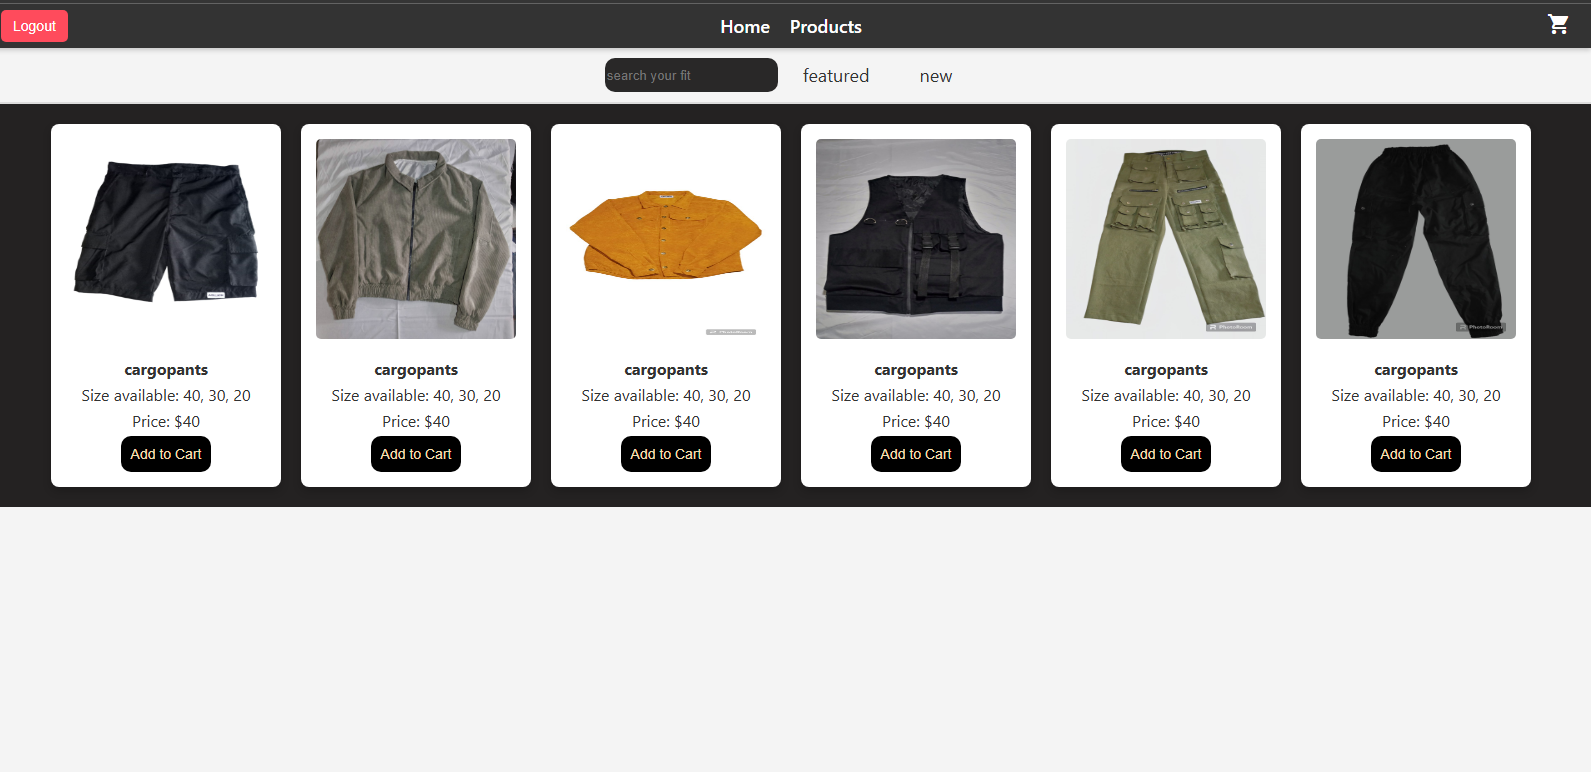 Logout
Home
Products
search your fit
featured
new
cargopants
Size available: 40, 30, 20
Price: $40
Add to Cart
cargopants
Size available: 40, 30, 20
Price: $40
Add to Cart
PhotoRoom
cargopants
Size available: 40, 30, 20
Price: $40
Add to Cart
cargopants
Size available: 40, 30, 20
Price: $40
Add to Cart
PhotoRoom
cargopants
Size available: 40, 30, 20
Price: $40
Add to Cart
PhotoRoom
cargopants
Size available: 40, 30, 20
Price: $40
Add to Cart